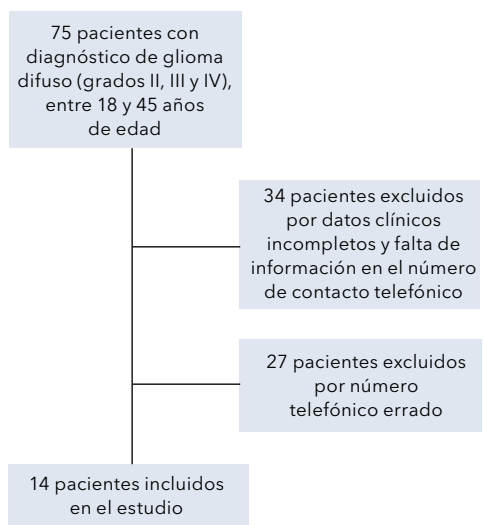 75 pacientes con
diagnóstico de glioma
difuso (grados II, III y IV),
entre 18 y 45 años
de edad
34 pacientes excluidos
por datos clínicos
incompletos y falta de
información en el número
de contacto telefónico
27 pacientes excluidos
por número
telefónico errado
14 pacientes incluidos
en el estudio